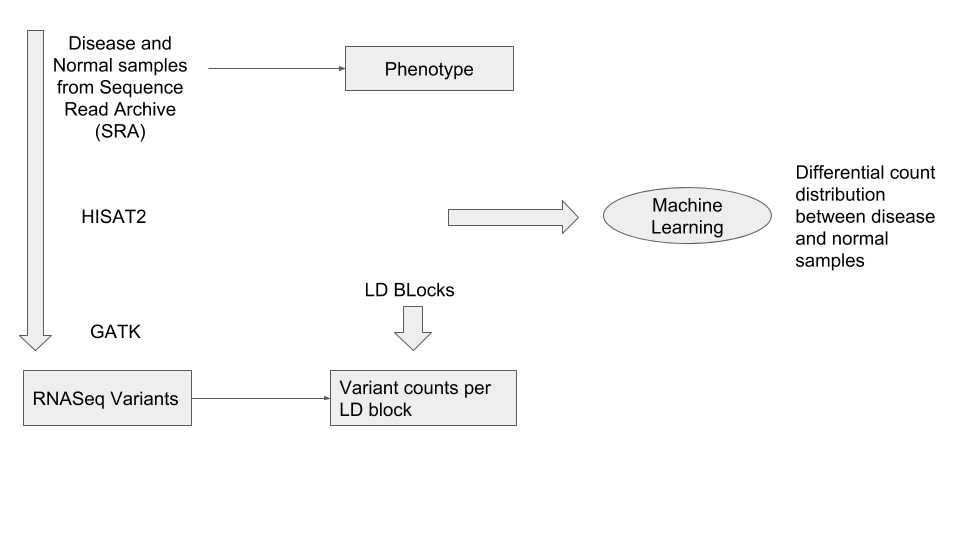 Disease and
Normal samples
from Sequence
Read Archive
(SRA)
Phenotype
HISAT2
Machine
Learning
Differential count
distribution
between disease
and normal
samples
LD BLocks
GATK
RNASeq Variants
Variant counts per
LD block